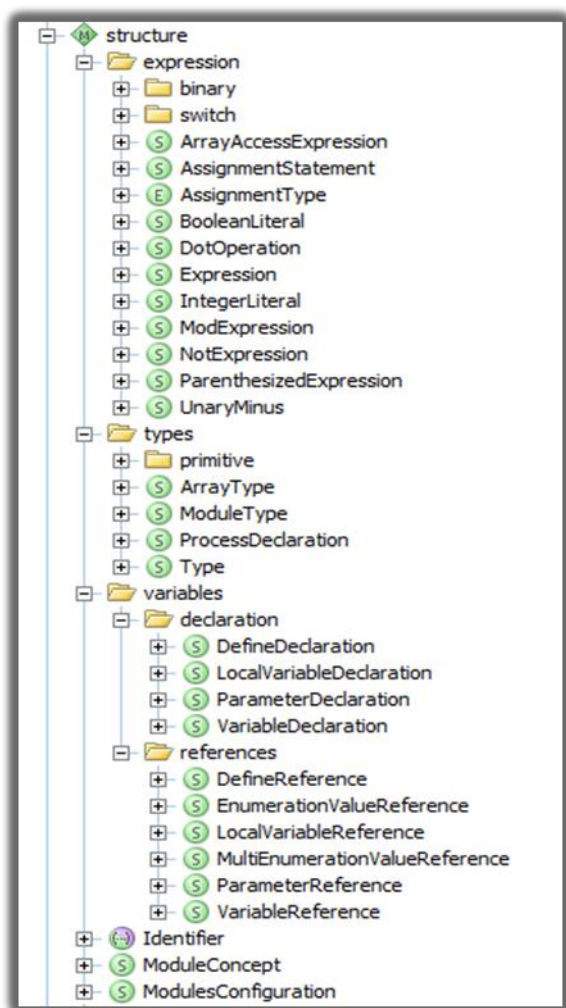 M structure
expression
binary
switch
S ArrayAccessExpression
S AssignmentStatement
E AssignmentType
S BooleanLiteral
S DotOperation
S Expression
S IntegerLiteral
S ModExpression
S NotExpression
S ParenthesizedExpression
S UnaryMinus
types
primitive
S ArrayType
S ModuleType
S ProcessDeclaration
S Type
variables
declaration
S DefineDeclaration
S LocalVariableDeclaration
S ParameterDeclaration
S VariableDeclaration
references
S DefineReference
S EnumerationValueReference
S LocalVariableReference
S MultiEnumerationValueReference
S ParameterReference
S VariableReference
Identifier
S ModuleConcept
S ModulesConfiguration